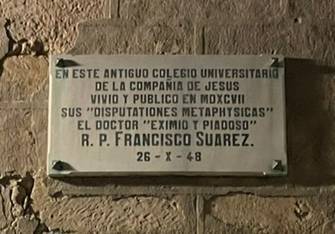 EN ESTE ANTIGUO COLEGIO UNIVERSITARIO
DE LA COMPAÑIA DE JESUS
VIVIO Y PUBLICO EN MDXCVII
SUS "DISPUTATIONES METAPHYTSICAS"
EL DOCTOR "EXIMIO Y PIADOSO"
R. P. FRANCISCO SUAREZ.
26-X-48